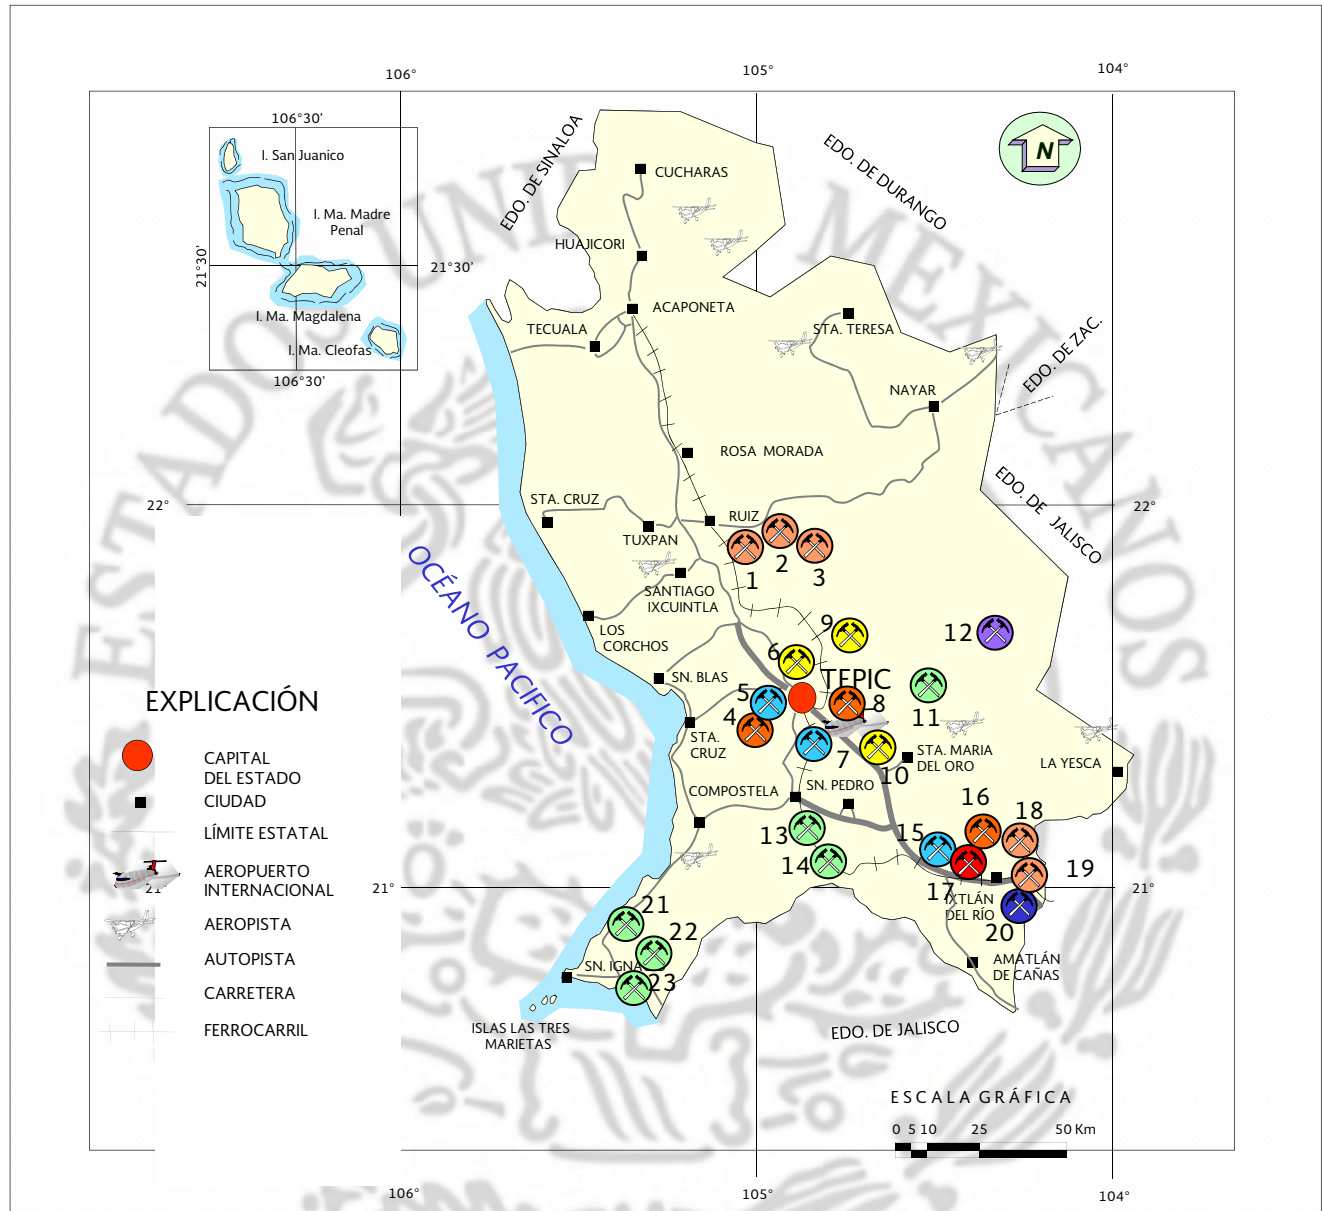 106°
105°
104°
106°30'
I. San Juanico
I. Ma. Madre
Penal
21°30'
21°30'
I. Ma. Magdalena
I. Ma. Cleofas
106°30'
EDO. DE SINALOA
EDO. DE DURANGO
N
CUCHARAS
HUAJICORI
ACAPONETA
TECUALA
STA. TERESA
EDO. DE ZAC.
NAYAR
ROSA MORADA
EDO. DE JALISCO
22°
22°
STA. CRUZ
RUIZ
TUXPAN
1
2
3
SANTIAGO
IXCUINTLA
LOS
CORCHOS
OCÉANO PACIFICO
9
12
6
TEPIC
SN. BLAS
5
8
11
4
STA.
CRUZ
7
10
STA. MARIA
DEL ORO
LA YESCA
SN. PEDRO
COMPOSTELA
13
14
15
16
18
17
19
IXTLÁN
DEL RÍO
20
21°
21°
21
22
23
SN. IGNA
AMATLÁN
DE CAÑAS
ISLAS LAS TRES
MARIETAS
EDO. DE JALISCO
EXPLICACIÓN
CAPITAL
DEL ESTADO
CIUDAD
LÍMITE ESTATAL
AEROPUERTO
INTERNACIONAL
AEROPISTA
AUTOPISTA
CARRETERA
FERROCARRIL
ESCALA GRÁFICA
0 5 10 25 50 Km
106°
105°
104°
ESTADOS UNI
MEXICANOS